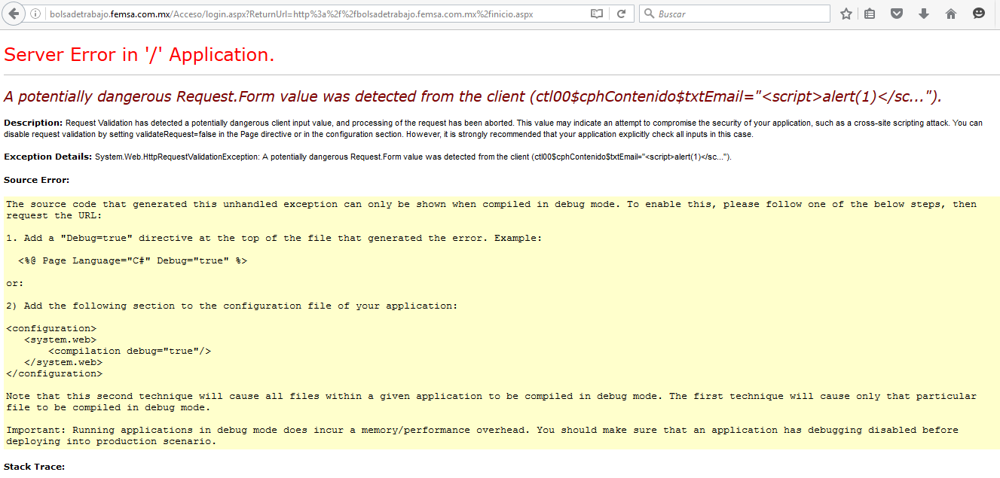 bolsadetrabajo.femsa.com.mx/Acceso/login.aspx?ReturnUrl=http%3a%2f%2fbolsadetrabajo.femsa.com.mx%2finicio.aspx
Buscar
Server Error in '/' Application.
A potentially dangerous Request.Form value was detected from the client (ctl00$cphContenido$txtEmail="<script>alert(1)</sc...").
Description: Request Validation has detected a potentially dangerous client input value, and processing of the request has been aborted. This value may indicate an attempt to compromise the security of your application, such as a cross-site scripting attack. You can
disable request validation by setting validateRequest=false in the Page directive or in the configuration section. However, it is strongly recommended that your application explicitly check all inputs in this case.
Exception Details: System.Web.HttpRequestValidationException: A potentially dangerous Request.Form value was detected from the client (ctl00$cphContenido$txtEmail="<script>alert(1)</sc...").
Source Error:
The source code that generated this unhandled exception can only be shown when compiled in debug mode. To enable this, please follow one of the below steps, then
request the URL:
1. Add a "Debug=true" directive at the top of the file that generated the error. Example:
<%@ Page Language="C#" Debug="true" %>
or:
2) Add the following section to the configuration file of your application:
<configuration>
<system.web>
<compilation debug="true"/>
</system.web>
</configuration>
Note that this second technique will cause all files within a given application to be compiled in debug mode. The first technique will cause only that particular
file to be compiled in debug mode.
Important: Running applications in debug mode does incur a memory/performance overhead. You should make sure that an application has debugging disabled before
deploying into production scenario.
Stack Trace: